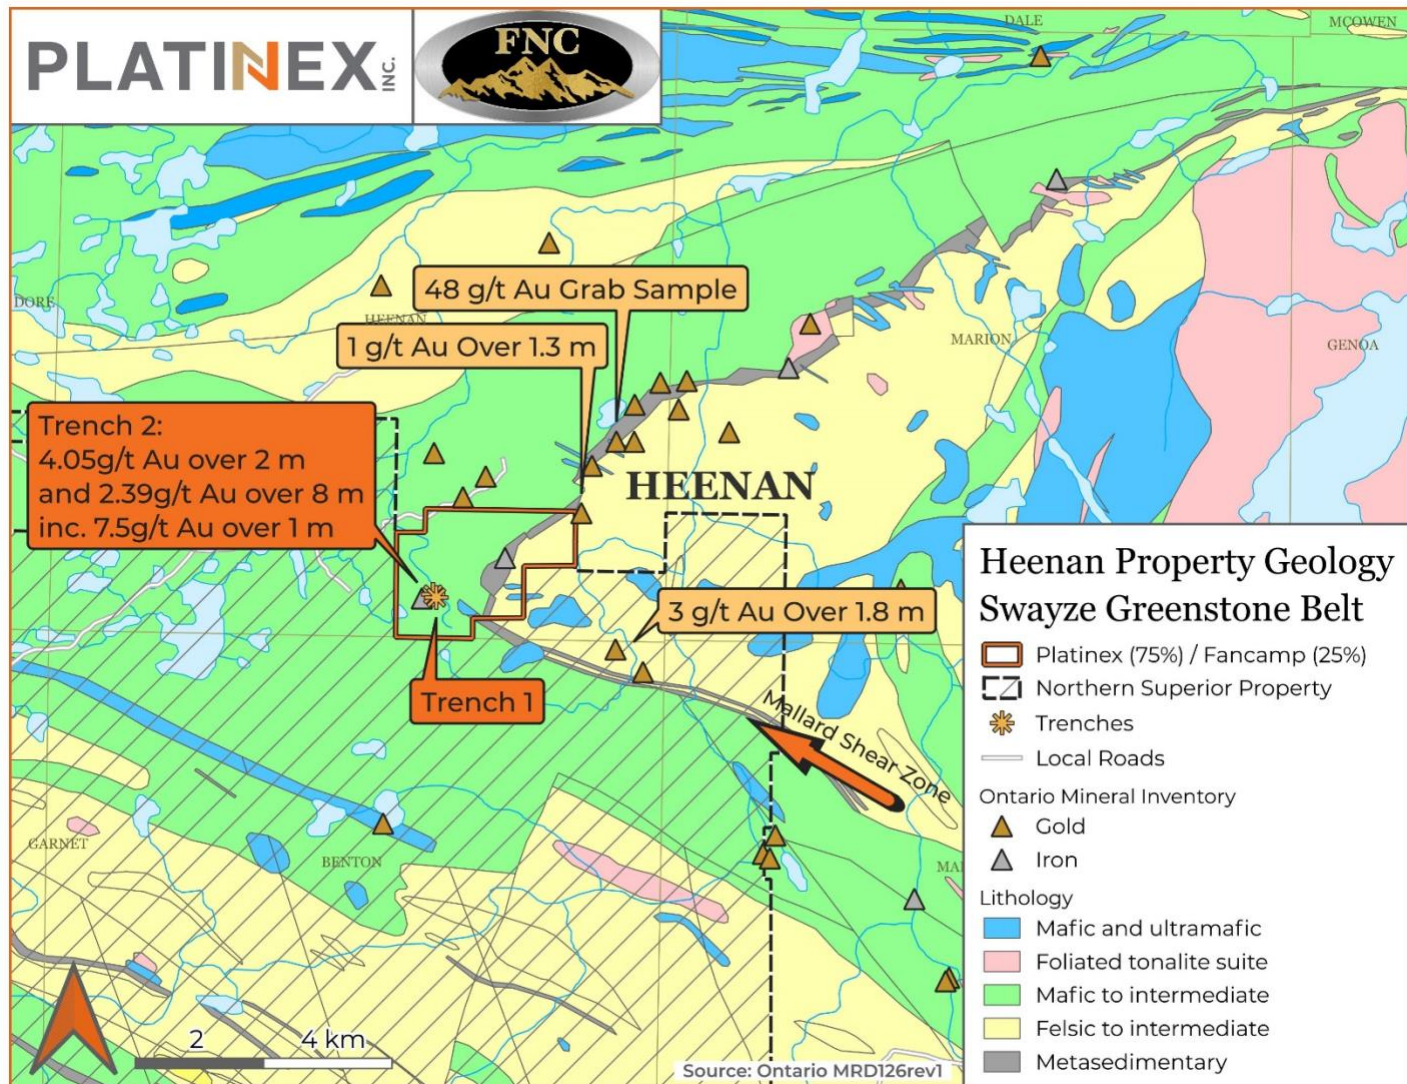 PLATINEX INC.
FNC
DALE
MCOWEN
DORE
HEENAN
48 g/t Au Grab Sample
1 g/t Au Over 1.3 m
MARION
GENOA
Trench 2:
4.05g/t Au over 2 m
and 2.39g/t Au over 8 m
inc. 7.5g/t Au over 1 m
HEENAN
3 g/t Au Over 1.8 m
Trench 1
Mallard Shear Zone
GARNET
BENTON
MA
Heenan Property Geology
Swayze Greenstone Belt
Platinex (75%) / Fancamp (25%)
Northern Superior Property
Trenches
Local Roads
Ontario Mineral Inventory
Gold
Iron
Lithology
Mafic and ultramafic
Foliated tonalite suite
Mafic to intermediate
Felsic to intermediate
Metasedimentary
2
4 km
Source: Ontario MRD126rev1